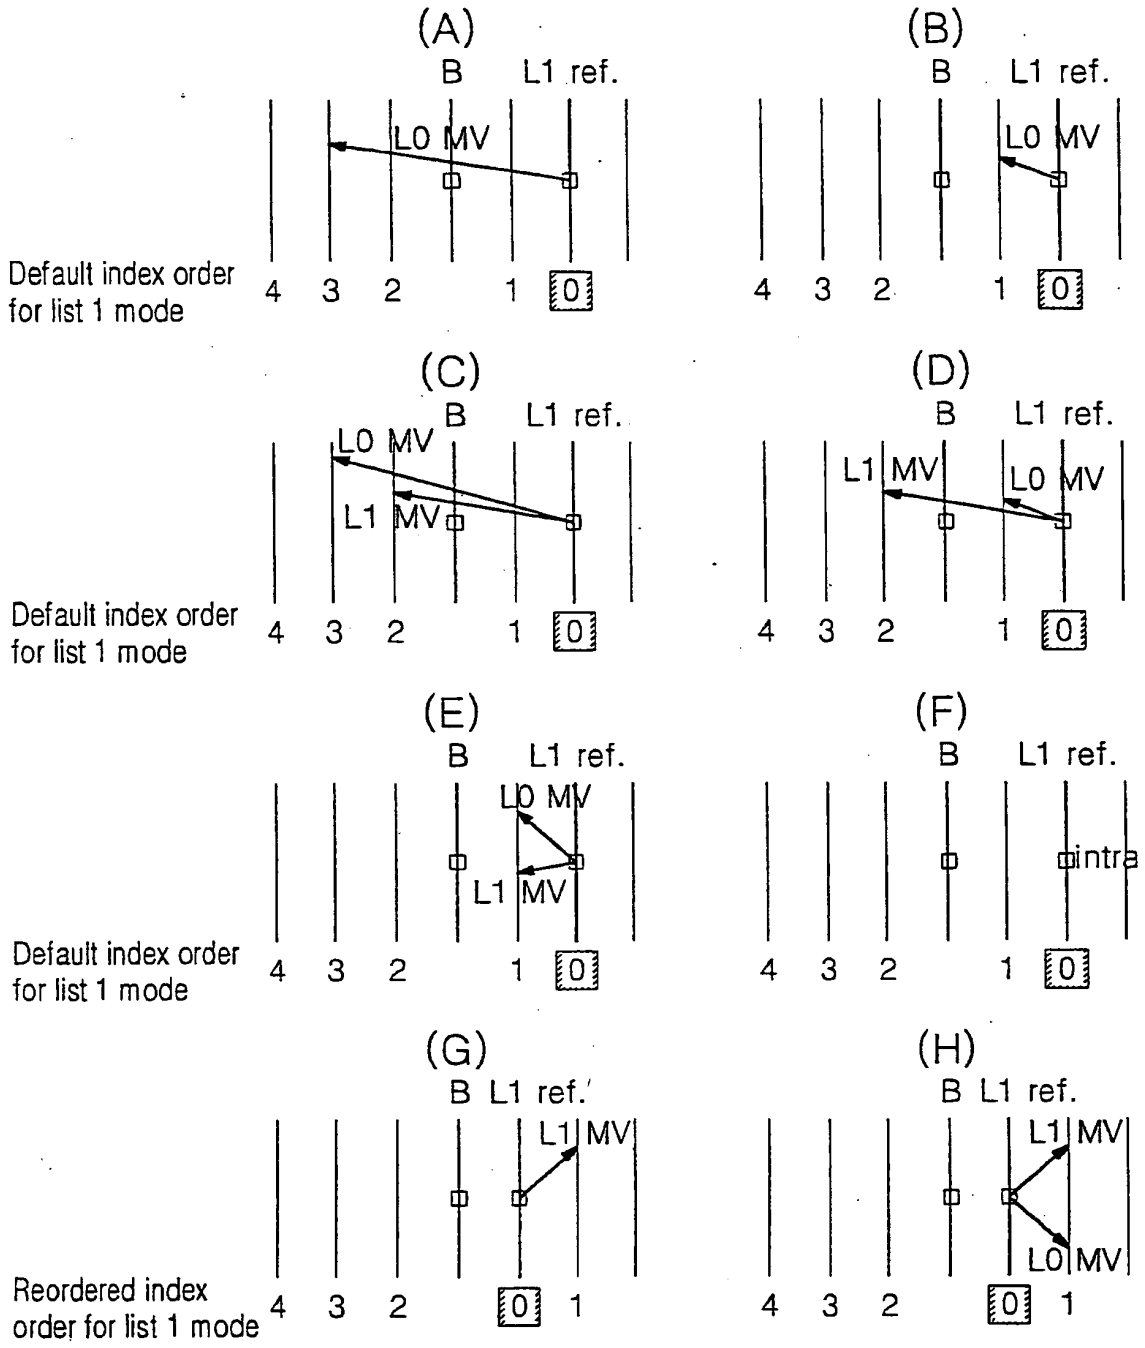 (A) (B)
B L1 ref. B L1 ref.
L0 MV L0 MV
Default index order
for list 1 mode
4 3 2 1 0 4 3 2 1 0
(C) (D)
B L1 ref. B L1 ref.
L0 MV L1 MV L0 MV
L1 MV
Default index order
for list 1 mode
4 3 2 1 0 4 3 2 1 0
(E) (F)
B L1 ref. B L1 ref.
L0 MV intra
L1 MV
Default index order
for list 1 mode
4 3 2 1 0 4 3 2 1 0
(G) (H)
B L1 ref. B L1 ref.
L1 MV L1 MV
L0 MV
Reordered index
order for list 1 mode
4 3 2 0 1 4 3 2 0 1